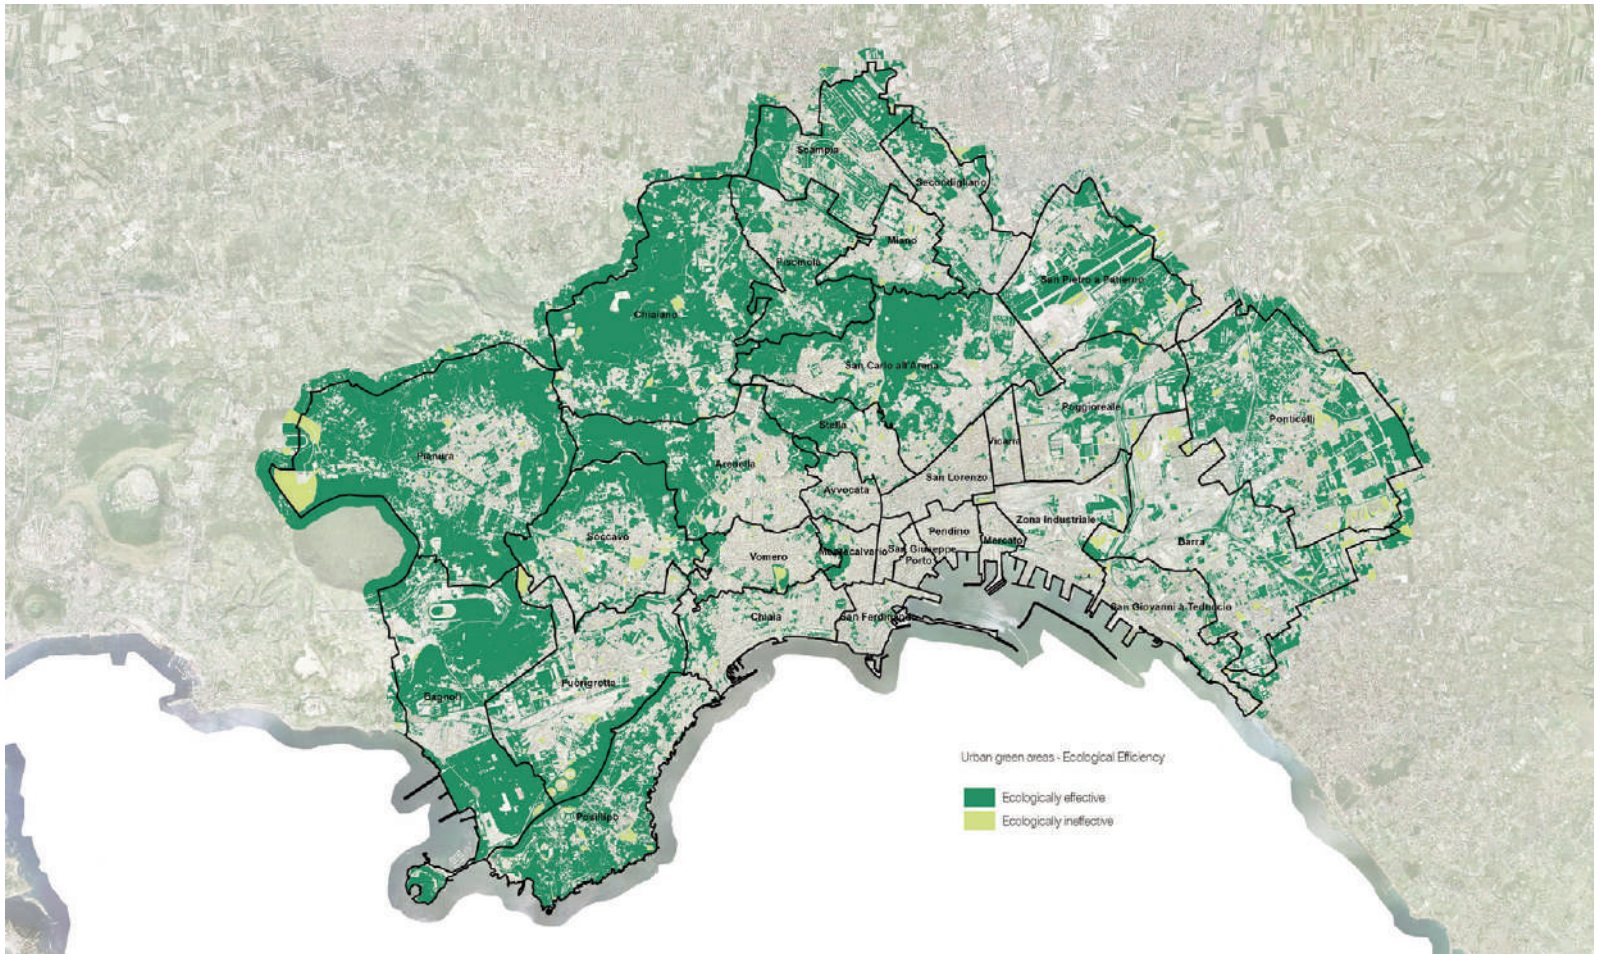 Scampia
Secondigliano
Miano
Piscinola
San Pietro a Patierno
Chiaiano
San Carlo all'Arena
Poggioreale
Ponticelli
Stella
Vicaria
Pianura
Arenella
San Lorenzo
Avvocata
Zona Industriale
Pendino
Soccavo
Mercato
Barra
Vomero
Montecalvario
San Giuseppe
Porto
San Giovanni a Teduccio
Chiaia
San Ferdinando
Fuorigrotta
Bagnoli
Posillipo
Urban green areas - Ecological Efficiency
Ecologically effective
Ecologically ineffective